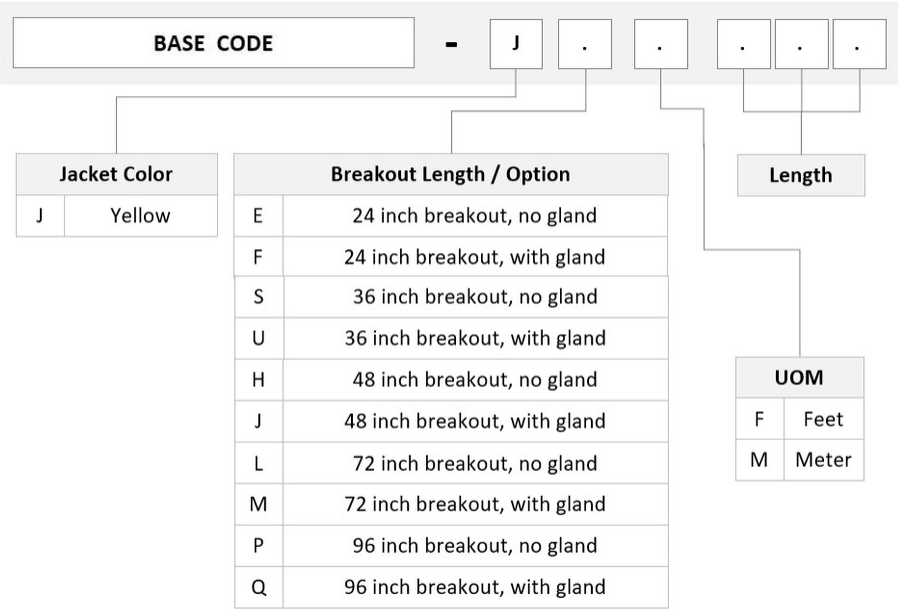 BASE CODE - J . . . . .
Jacket Color
J Yellow
Breakout Length / Option
E 24 inch breakout, no gland
F 24 inch breakout, with gland
S 36 inch breakout, no gland
U 36 inch breakout, with gland
H 48 inch breakout, no gland
J 48 inch breakout, with gland
L 72 inch breakout, no gland
M 72 inch breakout, with gland
P 96 inch breakout, no gland
Q 96 inch breakout, with gland
Length
UOM
F Feet
M Meter